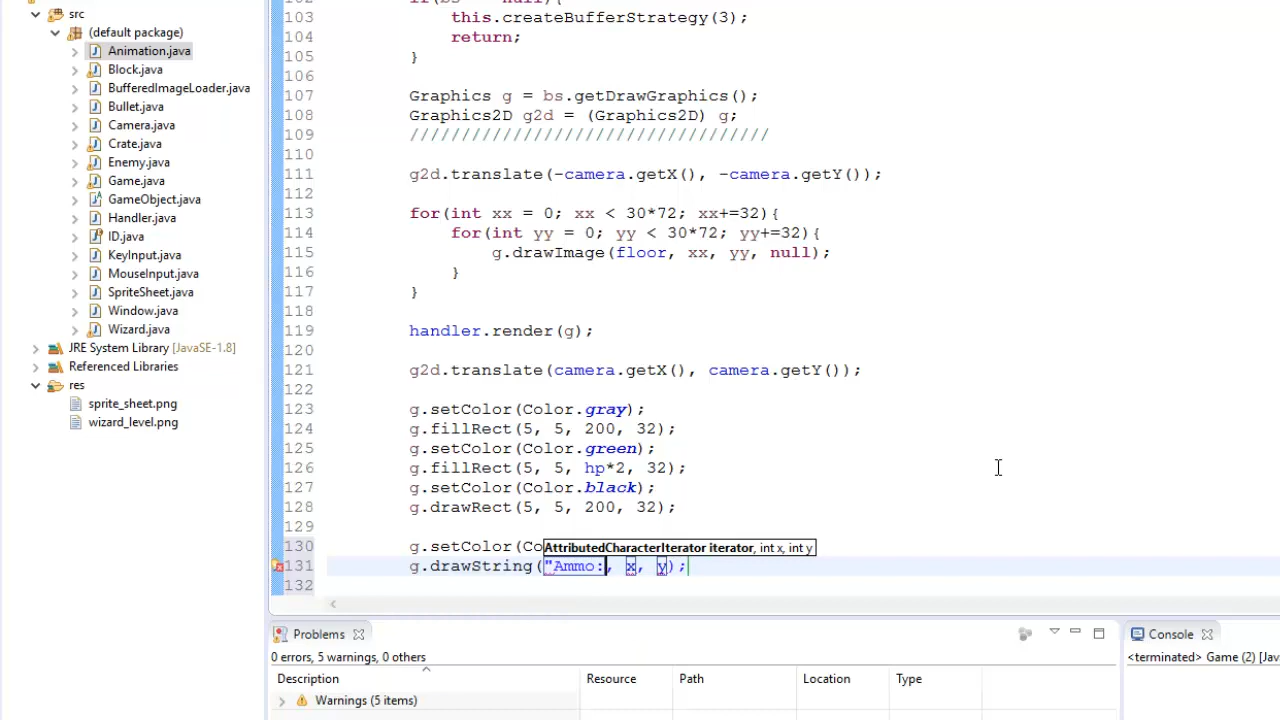 src
(default package)
Animation.java
Block.java
BufferedImageLoader.java
Bullet.java
Camera.java
Crate.java
Enemy.java
Game.java
GameObject.java
Handler.java
ID.java
KeyInput.java
MouseInput.java
SpriteSheet.java
Window.java
Wizard.java
JRE System Library [JavaSE-1.8]
Referenced Libraries
res
sprite_sheet.png
wizard_level.png
103 this.createBufferStrategy(3);
104 return;
105 }
106
107 Graphics g = bs.getDrawGraphics();
108 Graphics2D g2d = (Graphics2D) g;
109 ///////////////////////////////////
110
111 g2d.translate(-camera.getX(), -camera.getY());
112
113 for(int xx = 0; xx < 30*72; xx+=32){
114 for(int yy = 0; yy < 30*72; yy+=32){
115 g.drawImage(floor, xx, yy, null);
116 }
117 }
118
119 handler.render(g);
120
121 g2d.translate(camera.getX(), camera.getY());
122
123 g.setColor(Color.gray);
124 g.fillRect(5, 5, 200, 32);
125 g.setColor(Color.green);
126 g.fillRect(5, 5, hp*2, 32);
127 g.setColor(Color.black);
128 g.drawRect(5, 5, 200, 32);
129
130 g.setColor(Co
AttributedCharacterIterator iterator, int x, int y
131 g.drawString("Ammo:, x, y);
132
Problems
0 errors, 5 warnings, 0 others
Description Resource Path Location Type
Warnings (5 items)
Console
<terminated> Game (2) [Jav